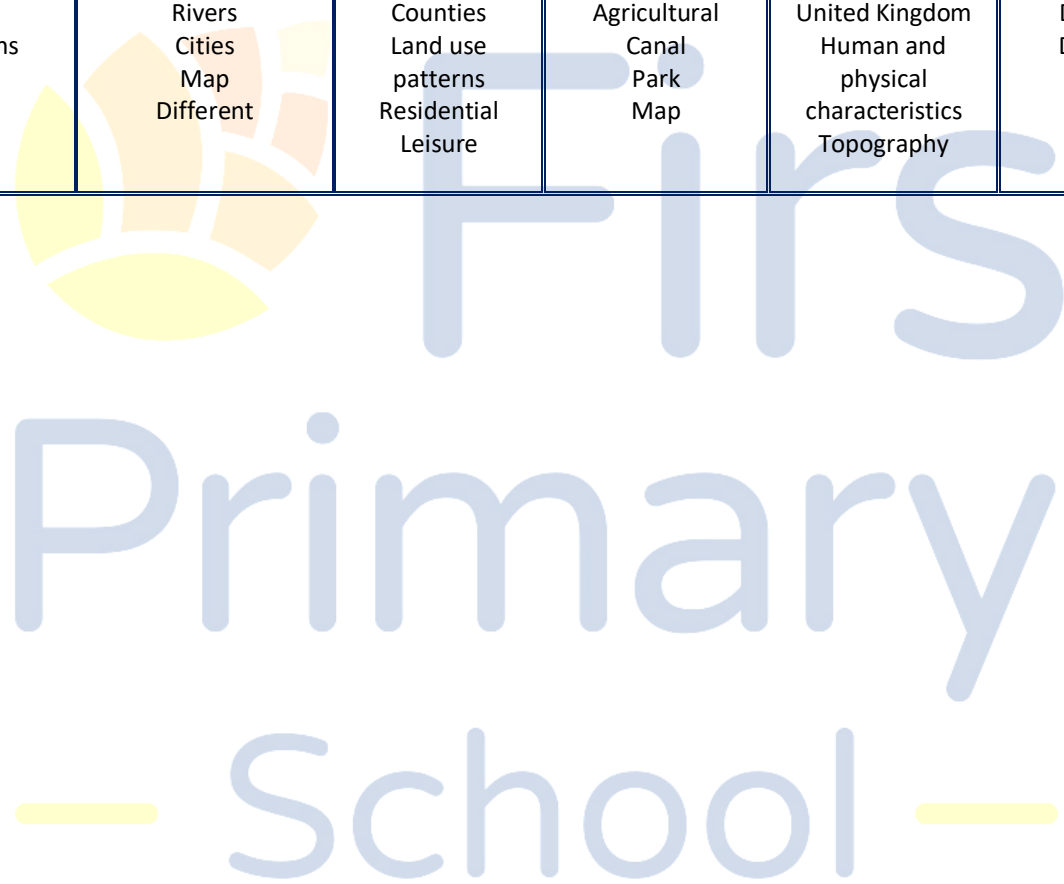 Rivers
Cities
Map
Different
Counties
Land use
patterns
Residential
Leisure
Agricultural
Canal
Park
Map
United Kingdom
Human and
physical
characteristics
Topography
Firs
Primary
School